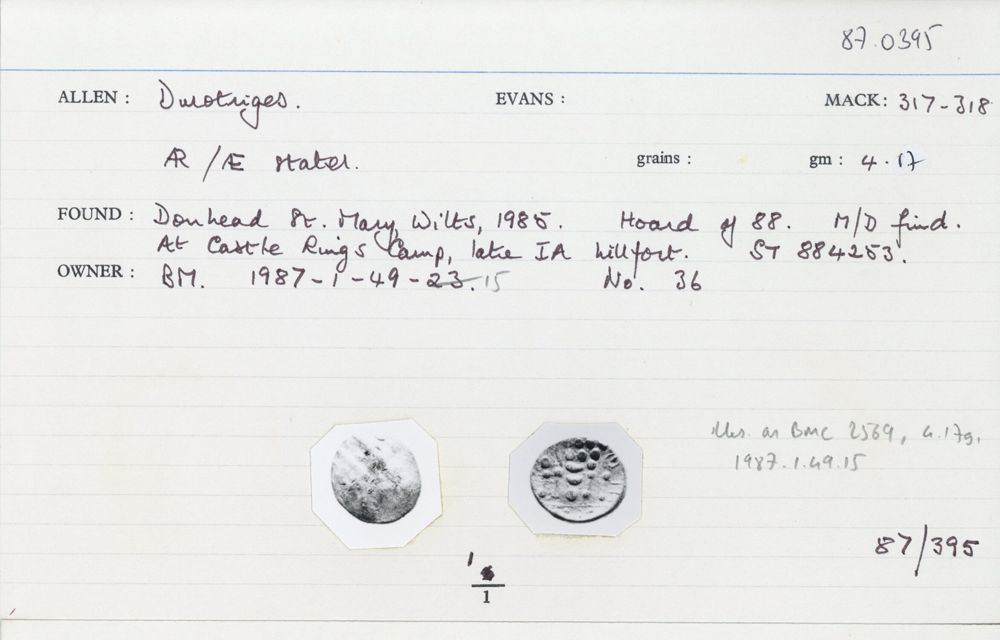 87.0395
ALLEN : Durotriges. EVANS : MACK: 317-318
Æ /Æ stater. grains : gm : 4.17
FOUND : Donhead St. Mary, Wilts, 1985. Hoard of 88. M/D find.
At Castle Rings Camp, late IA hillfort. ST 884253.
OWNER : BM. 1987-1-49-23.15 No. 36
illus. as BMC 2569, 4.17g,
1987.1.49.15
87/395
1
1